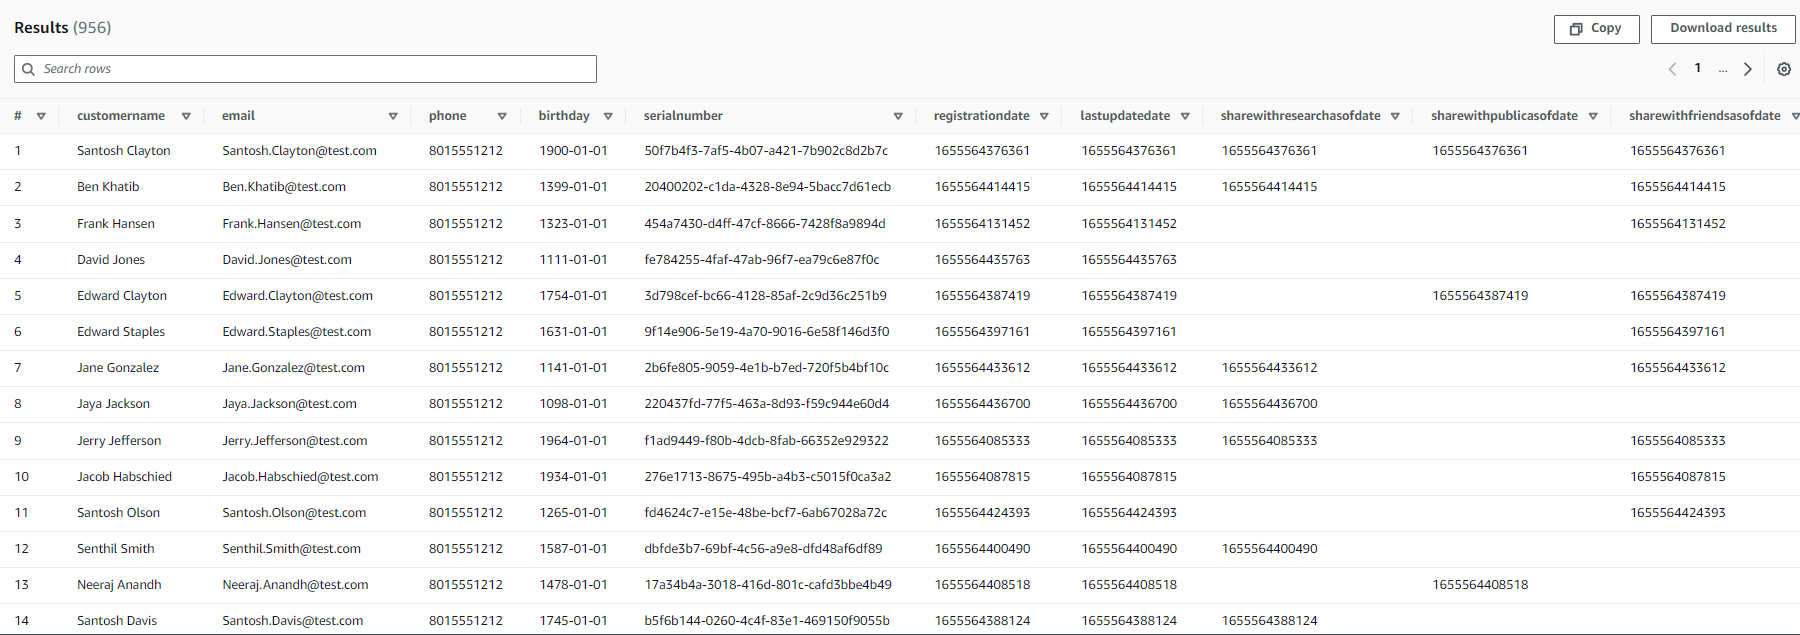 Results (956)
Copy
Download results
Search rows
1 ...
# customername email phone birthday serialnumber registrationdate lastupdatedate sharewithresearchasofdate sharewithpublicasofdate sharewithfriendsasofdate
1 Santosh Clayton Santosh.Clayton@test.com 8015551212 1900-01-01 50f7b4f3-7af5-4b07-a421-7b902c8d2b7c 1655564376361 1655564376361 1655564376361 1655564376361 1655564376361
2 Ben Khatib Ben.Khatib@test.com 8015551212 1399-01-01 20400202-c1da-4328-8e94-5bacc7d61ecb 1655564414415 1655564414415 1655564414415 1655564414415
3 Frank Hansen Frank.Hansen@test.com 8015551212 1323-01-01 454a7430-d4ff-47cf-8666-7428f8a9894d 1655564131452 1655564131452 1655564131452
4 David Jones David.Jones@test.com 8015551212 1111-01-01 fe784255-4faf-47ab-96f7-ea79c6e87f0c 1655564435763 1655564435763
5 Edward Clayton Edward.Clayton@test.com 8015551212 1754-01-01 3d798cef-bc66-4128-85af-2c9d36c251b9 1655564387419 1655564387419 1655564387419 1655564387419
6 Edward Staples Edward.Staples@test.com 8015551212 1631-01-01 9f14e906-5e19-4a70-9016-6e58f146d3f0 1655564397161 1655564397161 1655564397161
7 Jane Gonzalez Jane.Gonzalez@test.com 8015551212 1141-01-01 2b6fe805-9059-4e1b-b7ed-720f5b4bf10c 1655564433612 1655564433612 1655564433612 1655564433612
8 Jaya Jackson Jaya.Jackson@test.com 8015551212 1098-01-01 220437fd-77f5-463a-8d93-f59c944e60d4 1655564436700 1655564436700 1655564436700
9 Jerry Jefferson Jerry.Jefferson@test.com 8015551212 1964-01-01 f1ad9449-f80b-4dcb-8fab-66352e929322 1655564085333 1655564085333 1655564085333 1655564085333
10 Jacob Habschied Jacob.Habschied@test.com 8015551212 1934-01-01 276e1713-8675-495b-a4b3-c5015f0ca3a2 1655564087815 1655564087815 1655564087815
11 Santosh Olson Santosh.Olson@test.com 8015551212 1265-01-01 fd4624c7-e15e-48be-bcf7-6ab67028a72c 1655564424393 1655564424393 1655564424393
12 Senthil Smith Senthil.Smith@test.com 8015551212 1587-01-01 dbfde3b7-69bf-4c56-a9e8-dfd48af6df89 1655564400490 1655564400490 1655564400490
13 Neeraj Anandh Neeraj.Anandh@test.com 8015551212 1478-01-01 17a34b4a-3018-416d-801c-cafd3bbe4b49 1655564408518 1655564408518 1655564408518
14 Santosh Davis Santosh.Davis@test.com 8015551212 1745-01-01 b5f6b144-0260-4c4f-83e1-469150f9055b 1655564388124 1655564388124 1655564388124